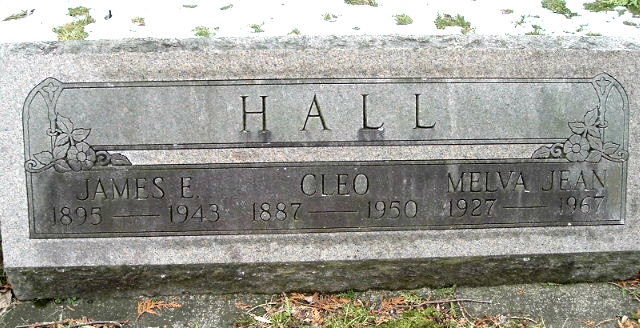 HALL
JAMES E. CLEO MELVA JEAN
1895 — 1943 1887 — 1950 1927 — 1967